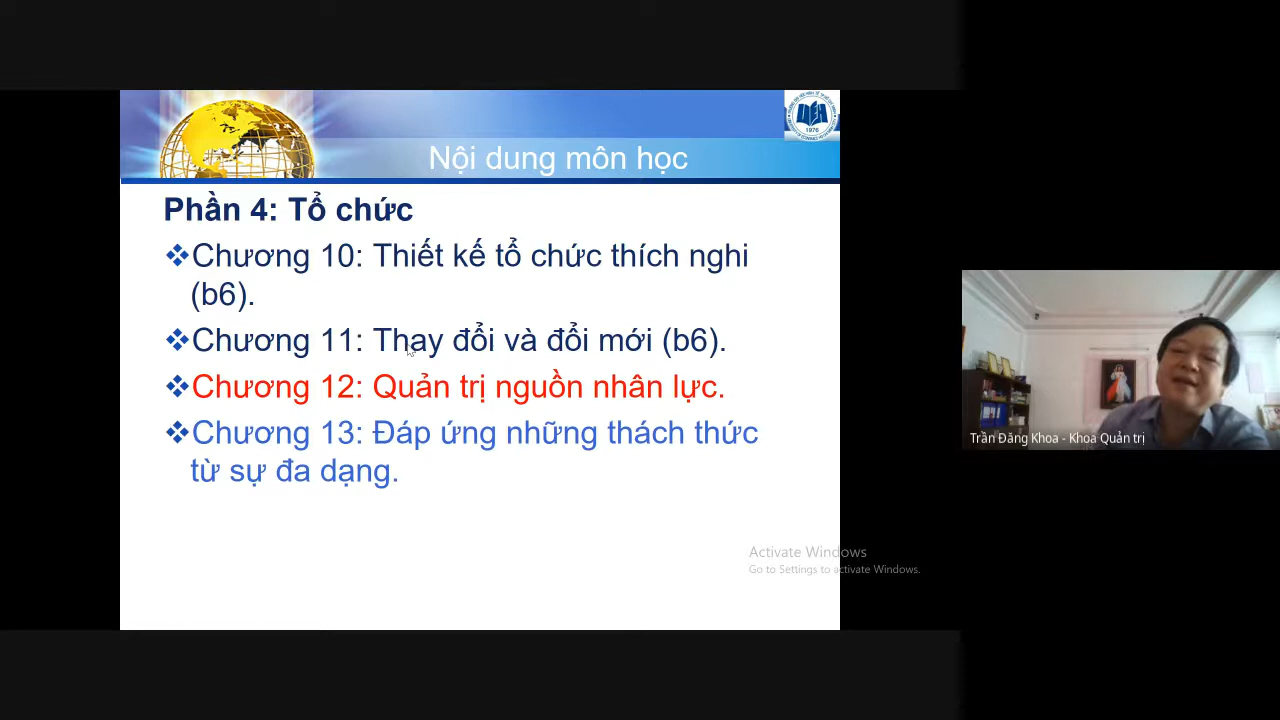 Nội dung môn học
UEH
1976
Phần 4: Tổ chức
Chương 10: Thiết kế tổ chức thích nghi
(b6).
Chương 11: Thay đổi và đổi mới (b6).
Chương 12: Quản trị nguồn nhân lực.
Chương 13: Đáp ứng những thách thức
từ sự đa dạng.
Trần Đăng Khoa - Khoa Quản trị
Activate Windows
Go to Settings to activate Windows.